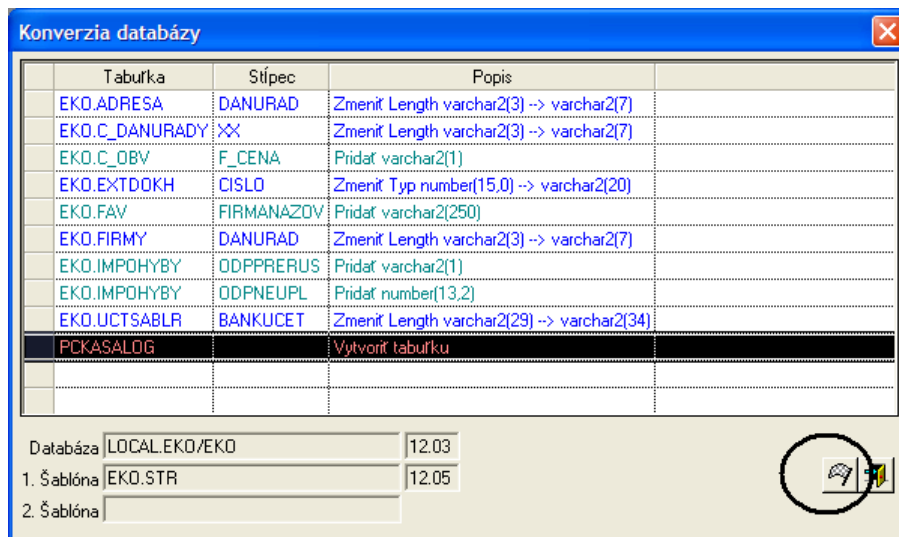 Konverzia databázy
Tabuľka Stĺpec Popis
EKO.ADRESA DANURAD Zmeniť Length varchar2(3) --> varchar2(7)
EKO.C_DANURADY XX Zmeniť Length varchar2(3) --> varchar2(7)
EKO.C_OBV F_CENA Pridať varchar2(1)
EKO.EXTDOKH CISLO Zmeniť Typ number(15,0) --> varchar2(20)
EKO.FAV FIRMANAZOV Pridať varchar2(250)
EKO.FIRMY DANURAD Zmeniť Length varchar2(3) --> varchar2(7)
EKO.IMPOHYBY ODPPRERUS Pridať varchar2(1)
EKO.IMPOHYBY ODPNEUPL Pridať number(13,2)
EKO.UCTSABLR BANKUCET Zmeniť Length varchar2(29) --> varchar2(34)
PCKASALOG Vytvoriť tabuľku
Databáza LOCAL.EKO/EKO 12.03
1. Šablóna EKO.STR 12.05
2. Šablóna